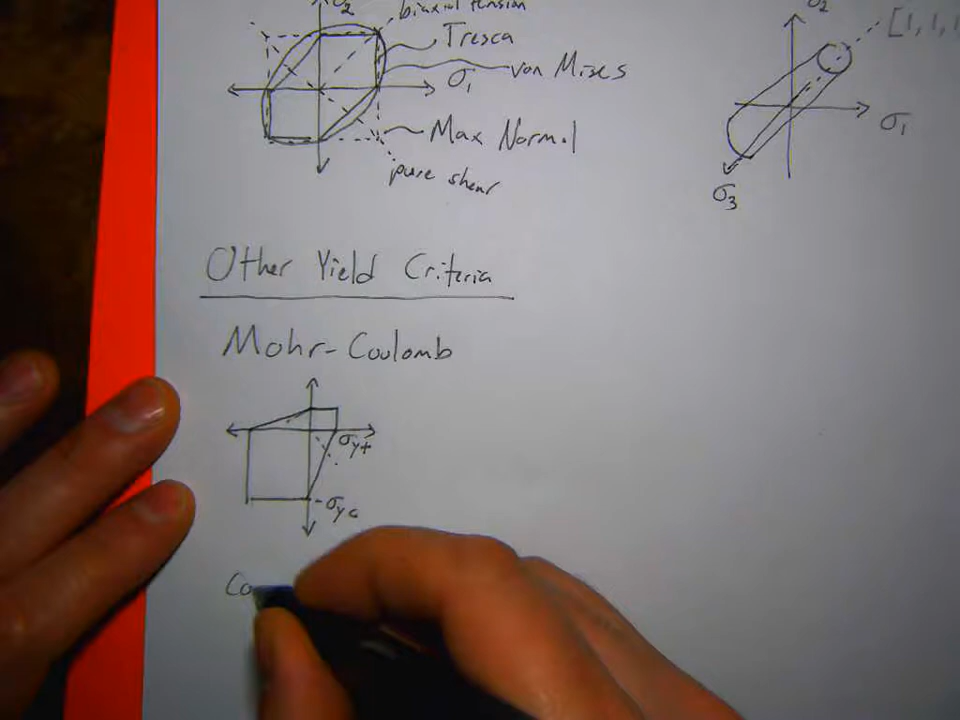 σ2
biaxial tension
σ2
[1, 1, 1
Tresca
von Mises
σ1
σ1
Max Normal
pure shear
σ3
Other Yield Criteria
Mohr-Coulomb
σyt
-σyc
Co